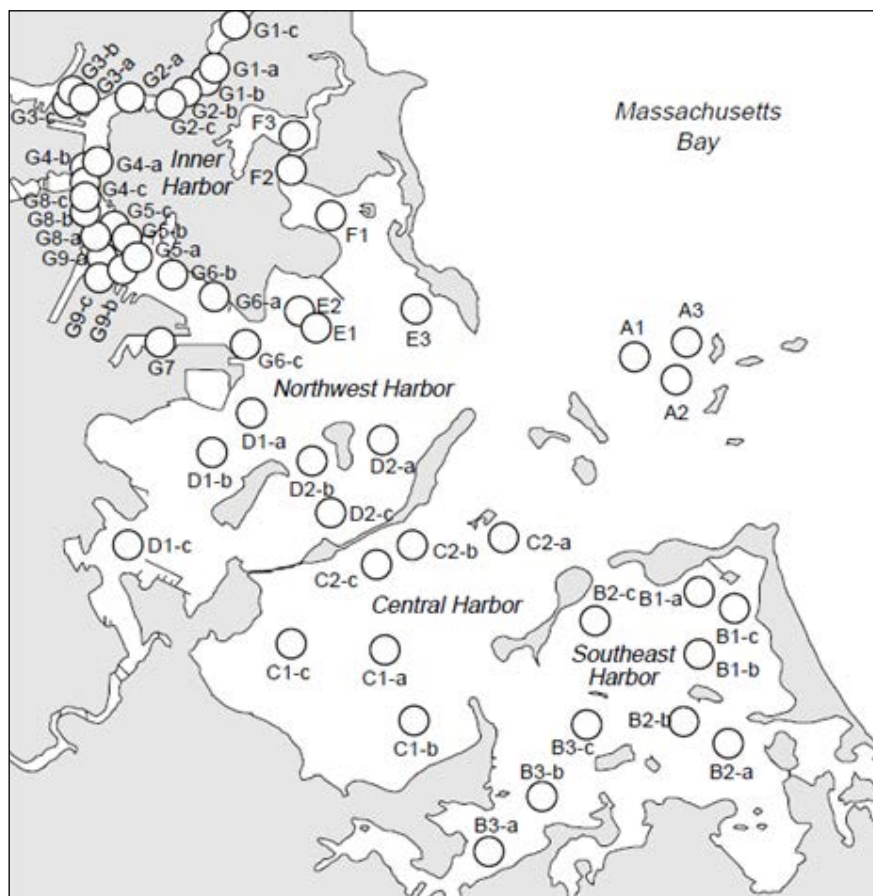 G1-c
G3-b
G3-a
G2-a
G1-a
G1-b
G3-c
G2-b
G2-c
F3
Massachusetts
Bay
G4-b
G4-a
Inner
Harbor
F2
G4-c
G8-c
G8-b
G5-c
G5-b
F1
G8-a
G5-a
G9-a
G6-b
G6-a
E2
G9-c
G9-b
E1
E3
A3
A1
G7
G6-c
A2
Northwest Harbor
D1-a
D2-a
D1-b
D2-b
D2-c
D1-c
C2-b
C2-a
C2-c
B2-c
B1-a
Central Harbor
B1-c
Southeast
Harbor
B1-b
C1-c
C1-a
B2-b
C1-b
B3-c
B2-a
B3-b
B3-a